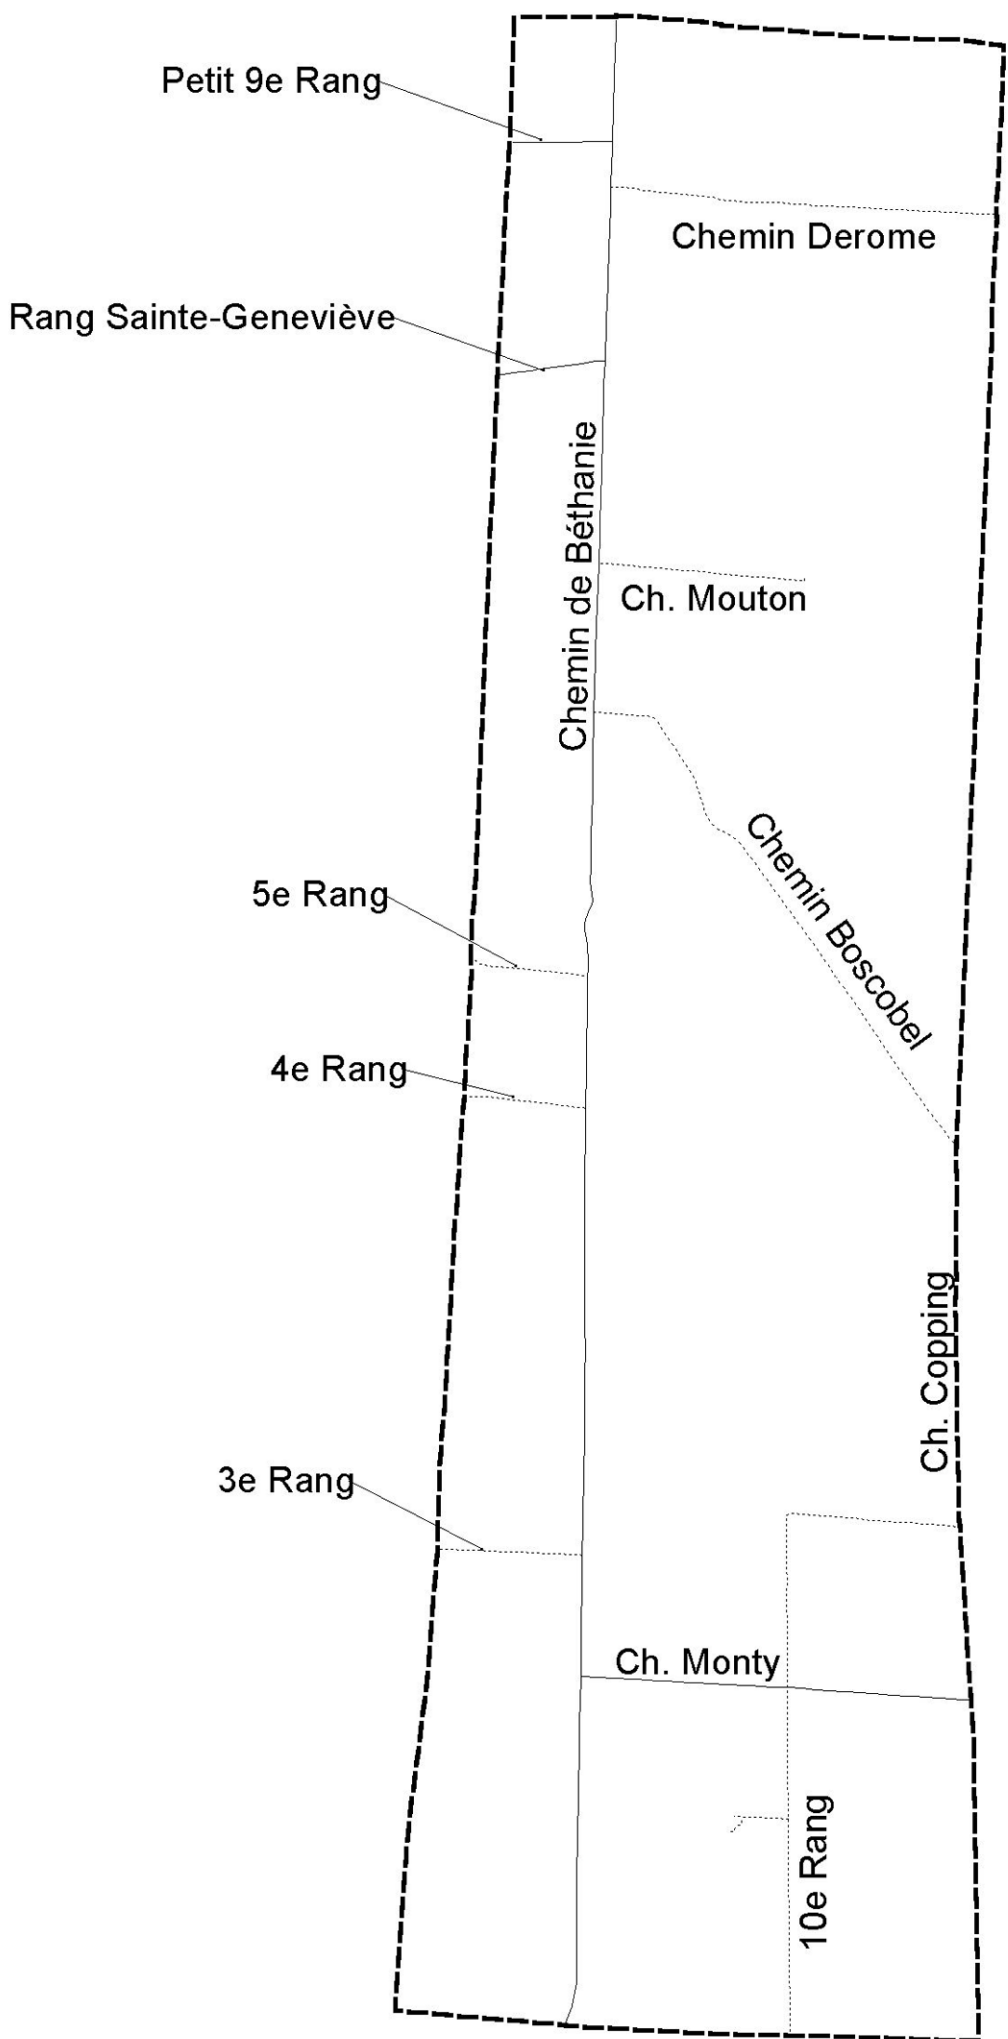 Petit 9e Rang
Chemin Derome
Rang Sainte-Geneviève
Chemin de Béthanie
Ch. Mouton
Chemin Boscobel
5e Rang
4e Rang
Ch. Copping
3e Rang
Ch. Monty
10e Rang